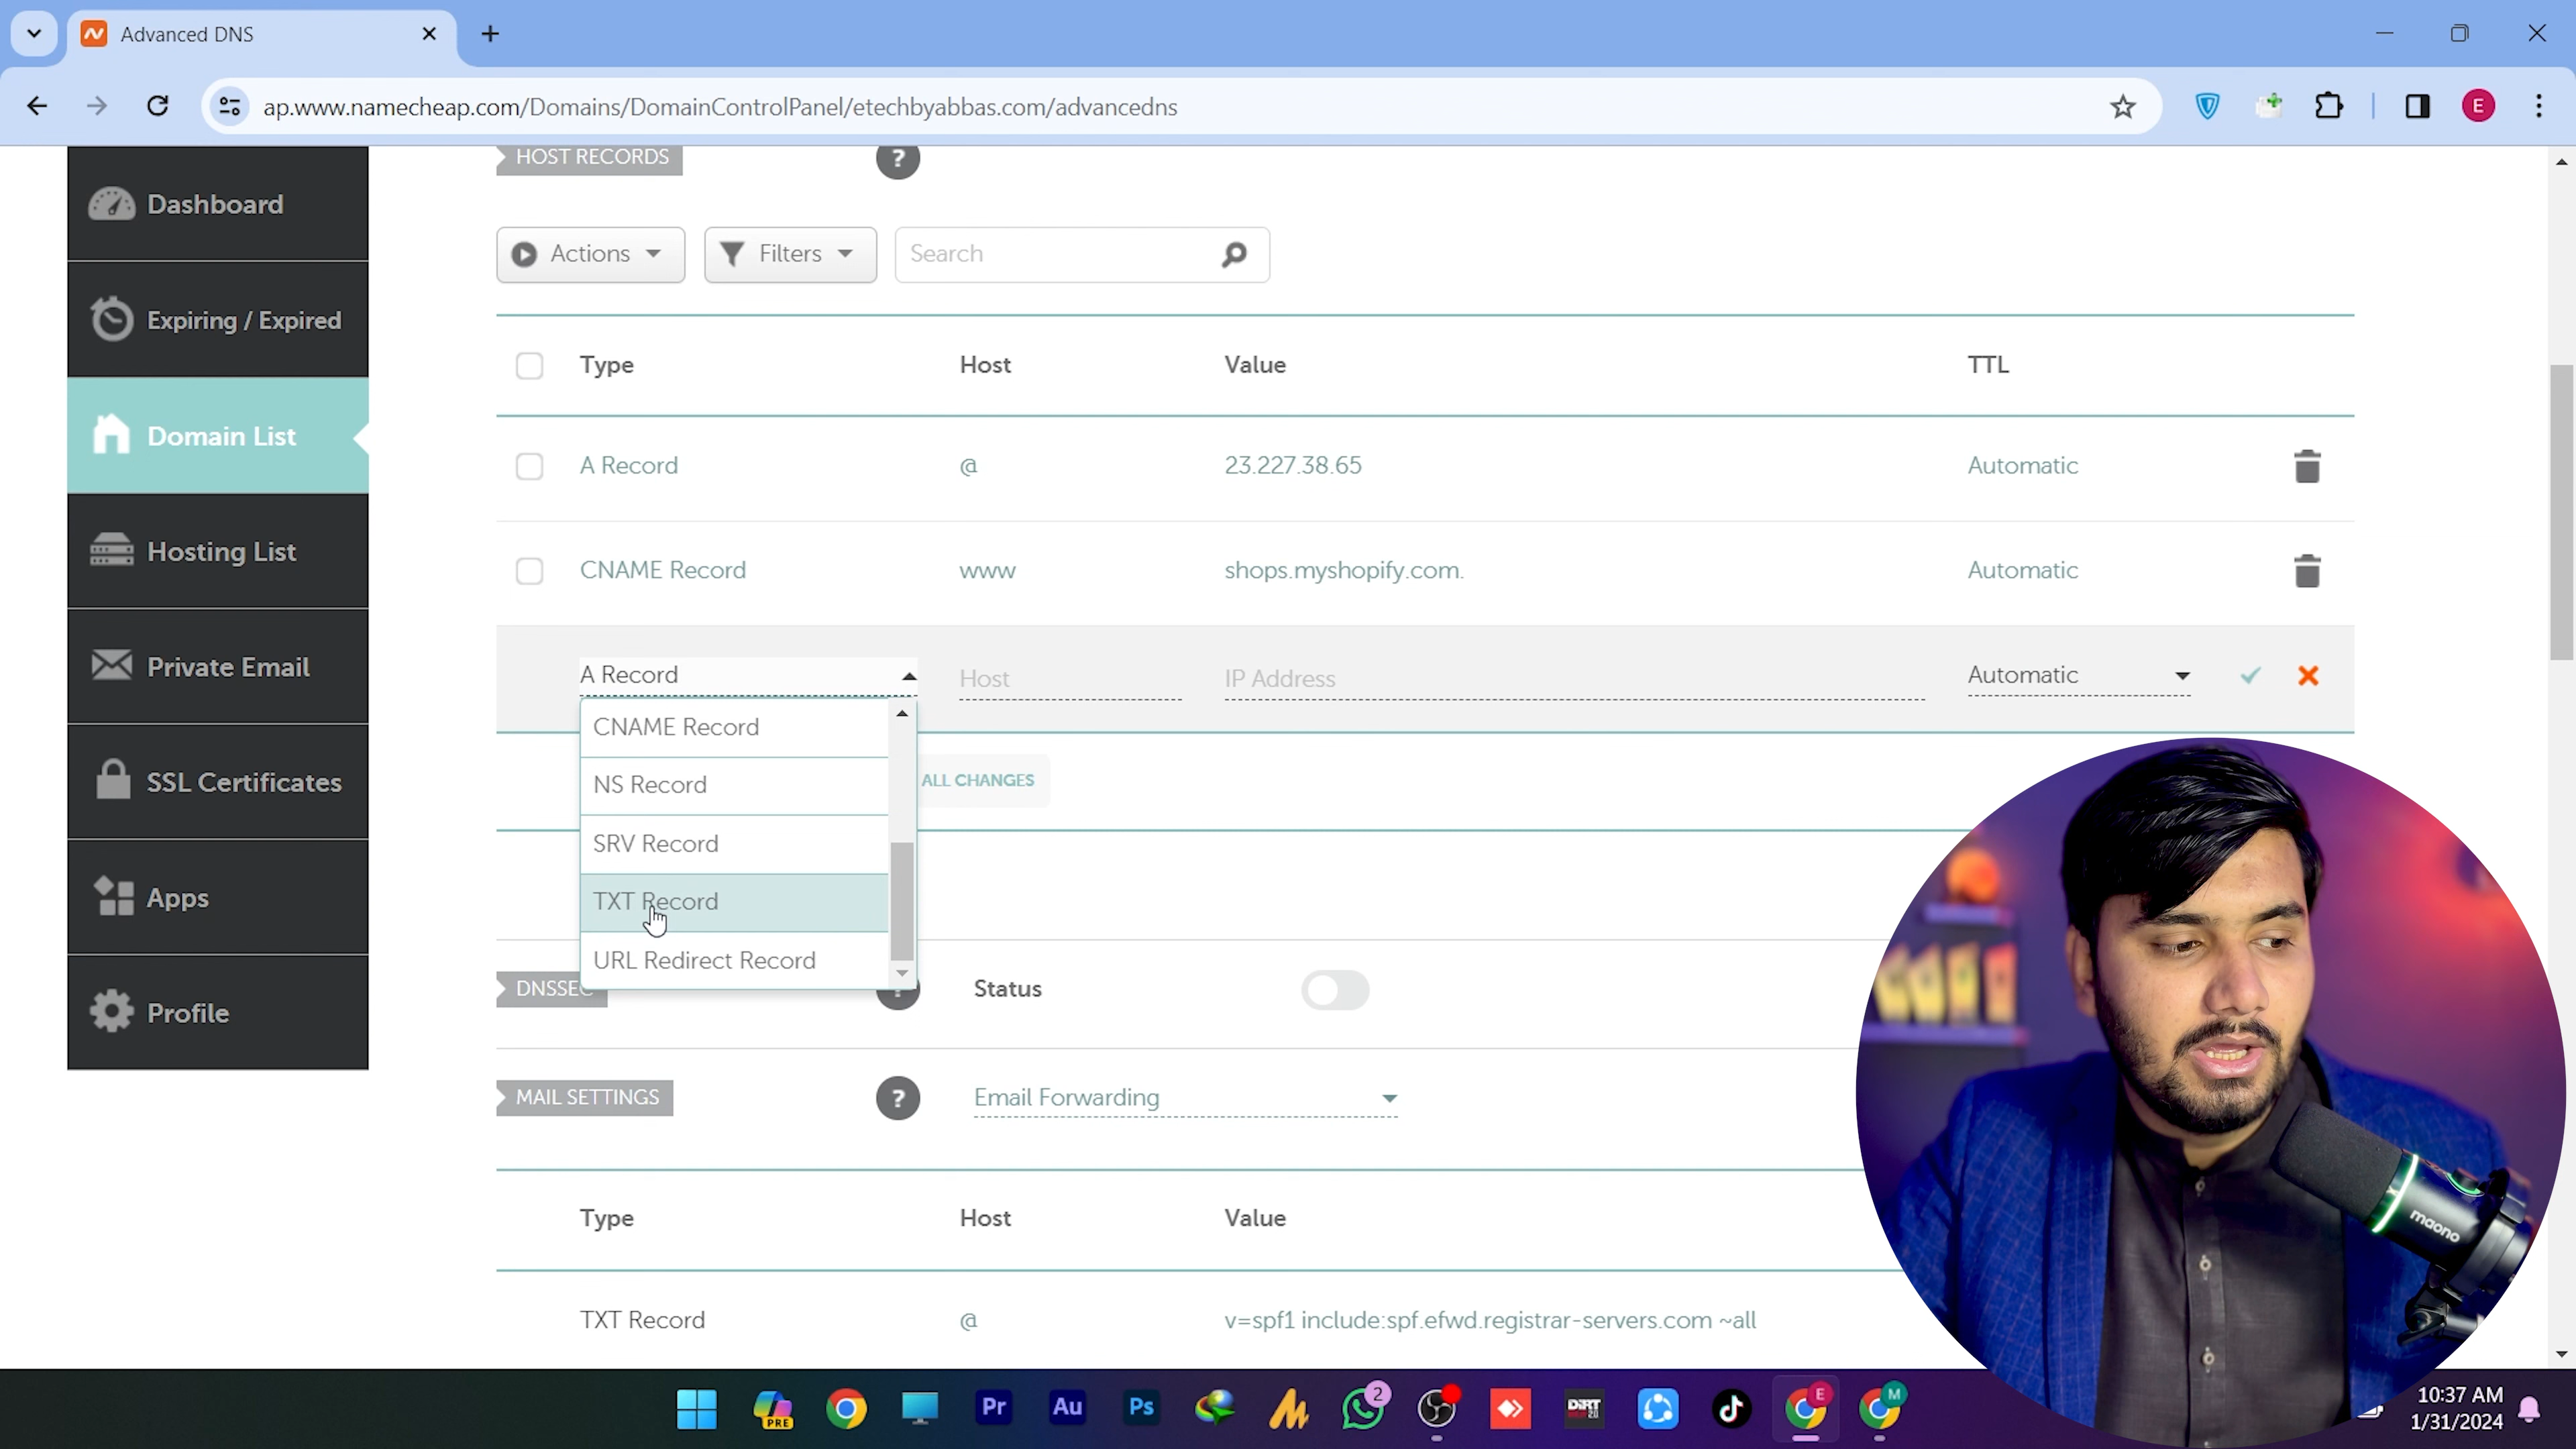 Advanced DNS
ap.www.namecheap.com/Domains/DomainControlPanel/etechbyabbas.com/advancedns
E
HOST RECORDS
?
Dashboard
Expiring / Expired
Domain List
Hosting List
Private Email
SSL Certificates
Apps
Profile
Actions
Filters
Search
Type Host Value TTL
A Record @ 23.227.38.65 Automatic
CNAME Record www shops.myshopify.com. Automatic
A Record Host IP Address Automatic
CNAME Record
NS Record
SRV Record
TXT Record
URL Redirect Record
ALL CHANGES
DNSSEC
?
Status
MAIL SETTINGS
?
Email Forwarding
Type Host Value
TXT Record @ v=spf1 include:spf.efwd.registrar-servers.com ~all
maono
PRE
Pr
Au
Ps
2
DiRT
E
M
10:37 AM
1/31/2024